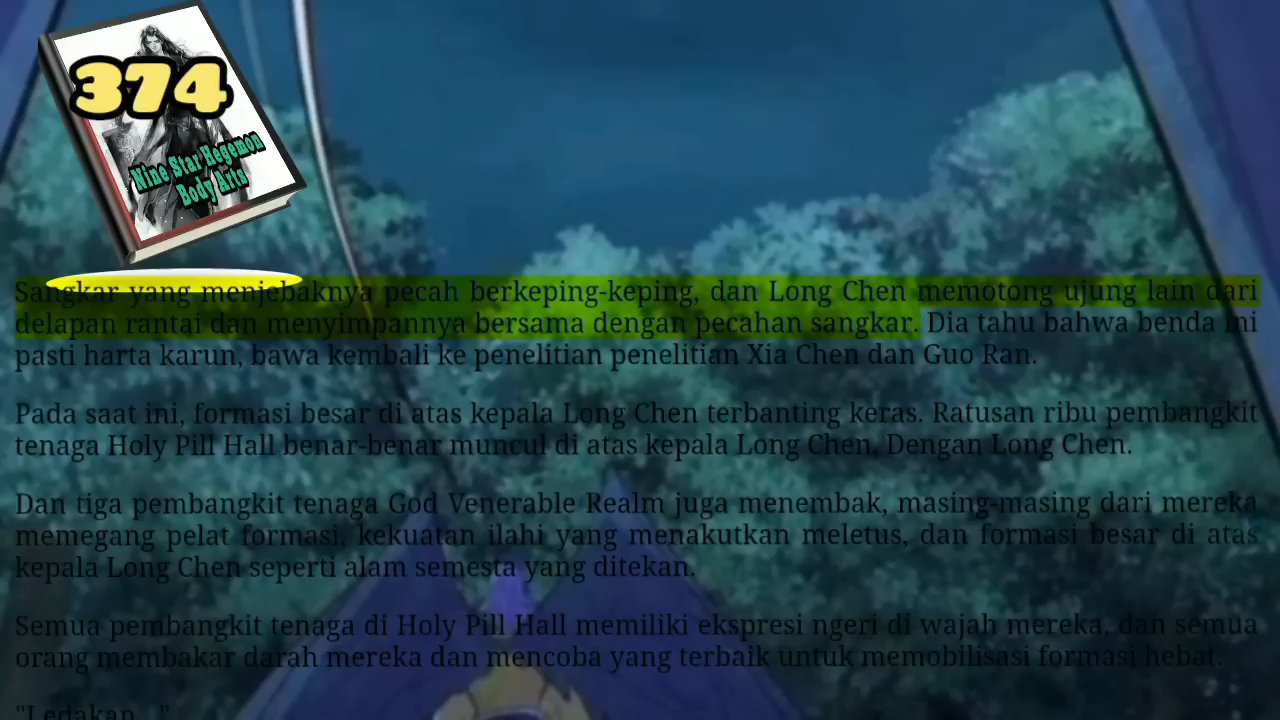 374
Nine Star Hegemon
Body Arts
Sangkar yang menjebaknya pecah berkeping-keping, dan Long Chen memotong ujung lain dari
delapan rantai dan menyimpannya bersama dengan pecahan sangkar. Dia tahu bahwa benda ini
pasti harta karun, bawa kembali ke penelitian penelitian Xia Chen dan Guo Ran.
Pada saat ini, formasi besar di atas kepala Long Chen terbanting keras. Ratusan ribu pembangkit
tenaga Holy Pill Hall benar-benar muncul di atas kepala Long Chen. Dengan Long Chen.
Dan tiga pembangkit tenaga God Venerable Realm juga menembak, masing-masing dari mereka
memegang pelat formasi, kekuatan ilahi yang menakutkan meletus, dan formasi besar di atas
kepala Long Chen seperti alam semesta yang ditekan.
Semua pembangkit tenaga di Holy Pill Hall memiliki ekspresi ngeri di wajah mereka, dan semua
orang membakar darah mereka dan mencoba yang terbaik untuk memobilisasi formasi hebat.
"Ledakan..."